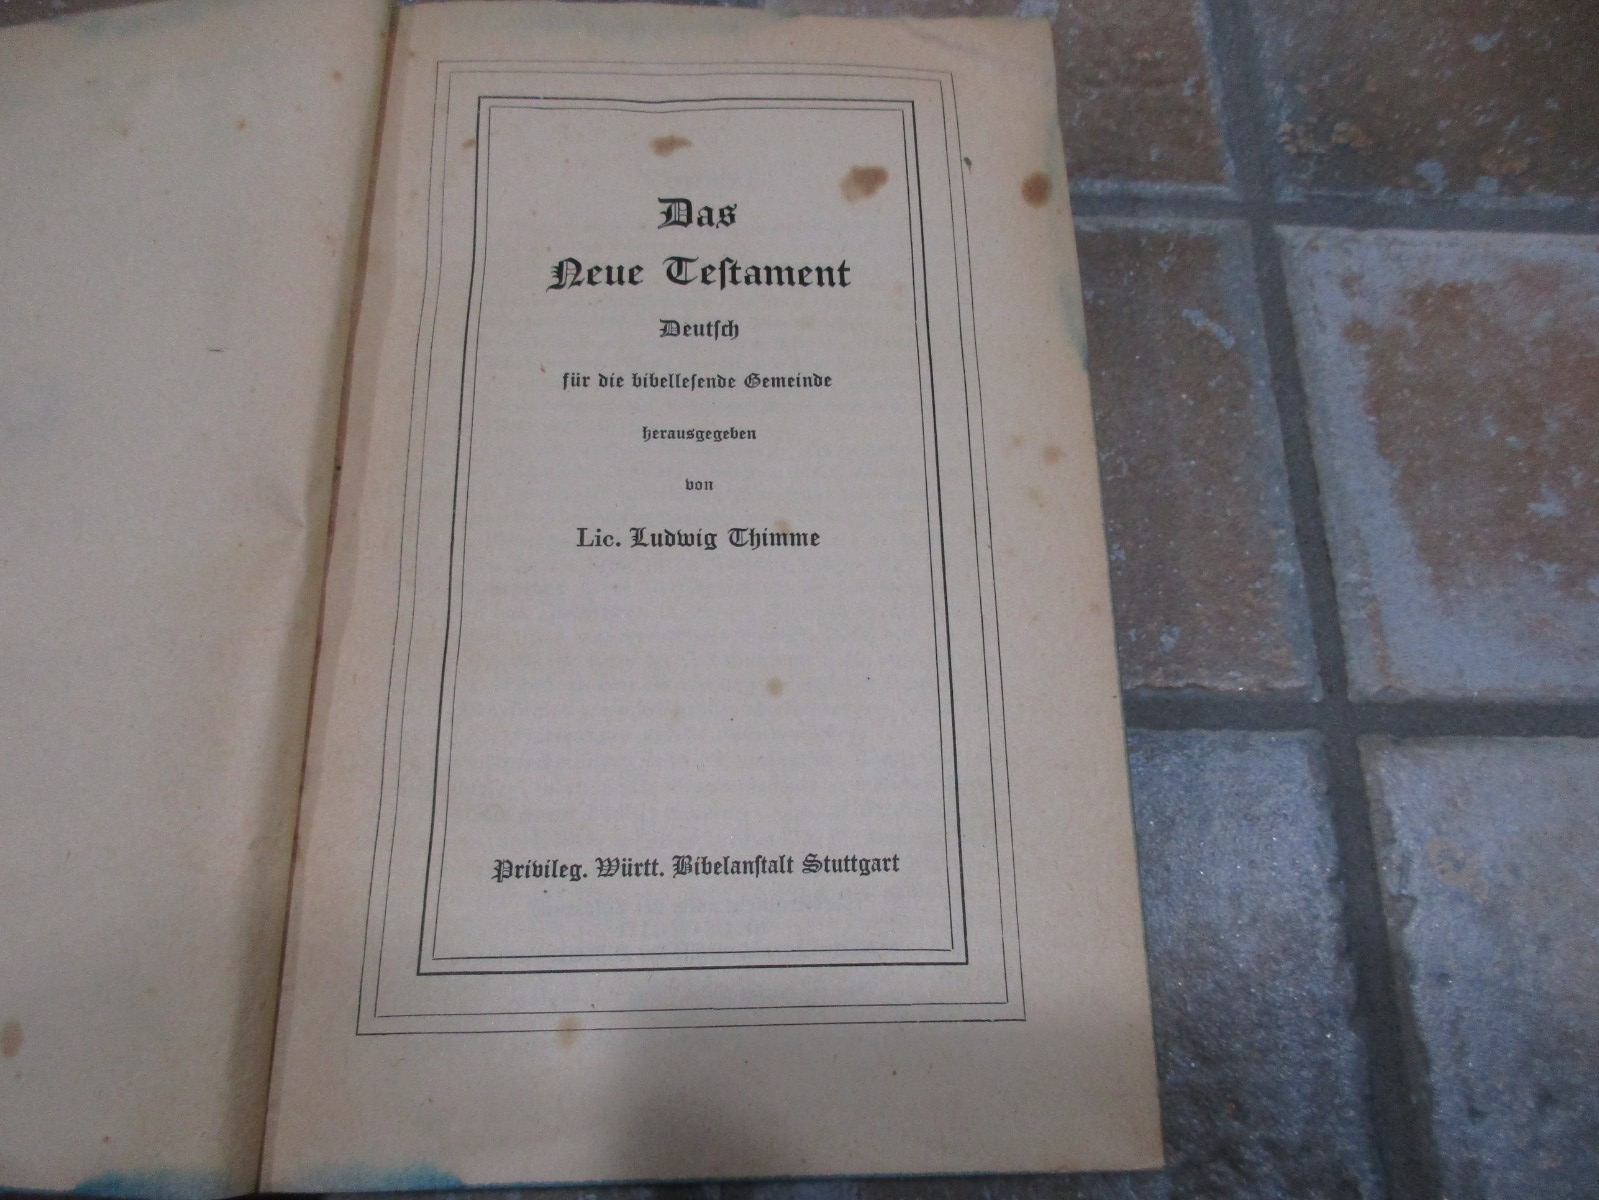 Das
Neue Teſtament
Deutſch
für die bibelleſende Gemeinde
herausgegeben
von
Lic. Ludwig Thimme
Privileg. Württ. Bibelanſtalt Stuttgart